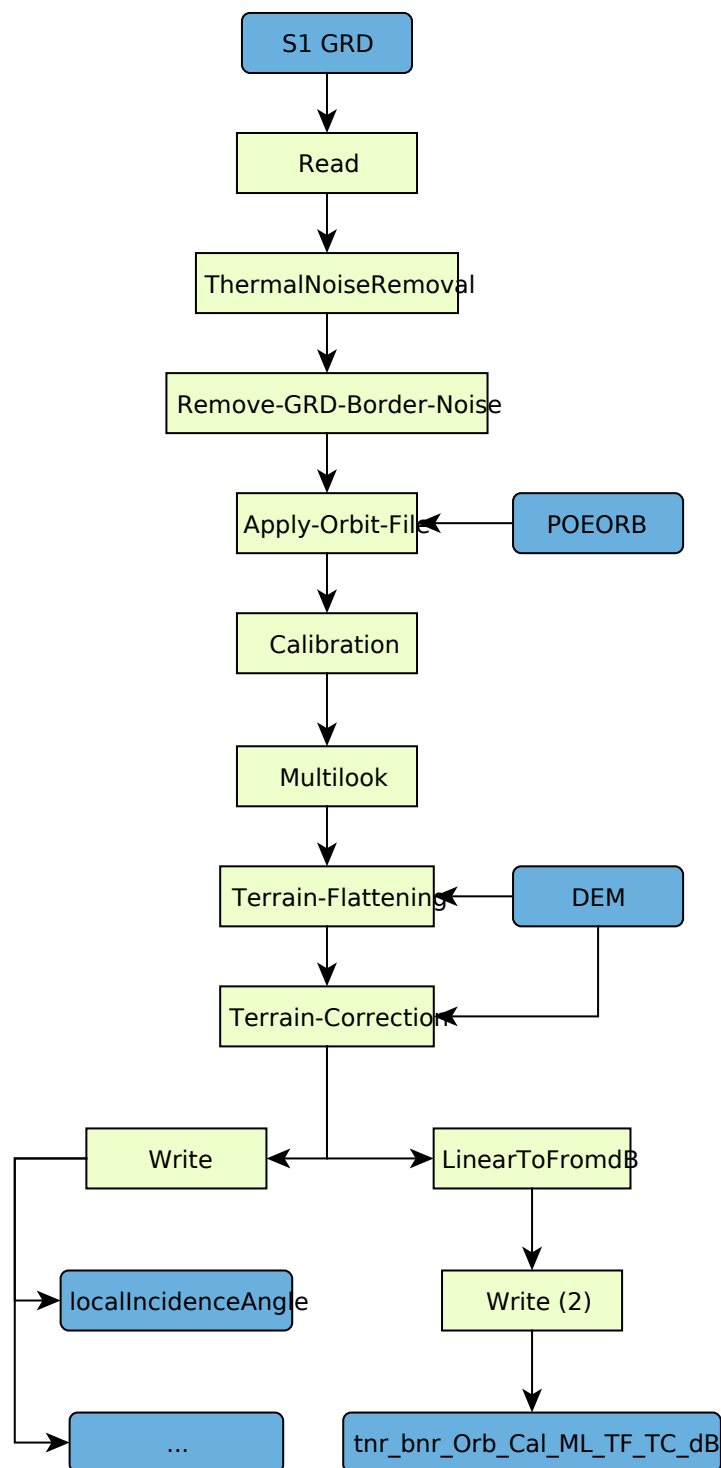 S1 GRD
Read
ThermalNoiseRemoval
Remove-GRD-Border-Noise
Apply-Orbit-File
POEORB
Calibration
Multilook
Terrain-Flattening
DEM
Terrain-Correction
Write
LinearToFromdB
localIncidenceAngle
Write (2)
...
tnr_bnr_Orb_Cal_ML_TF_TC_dB